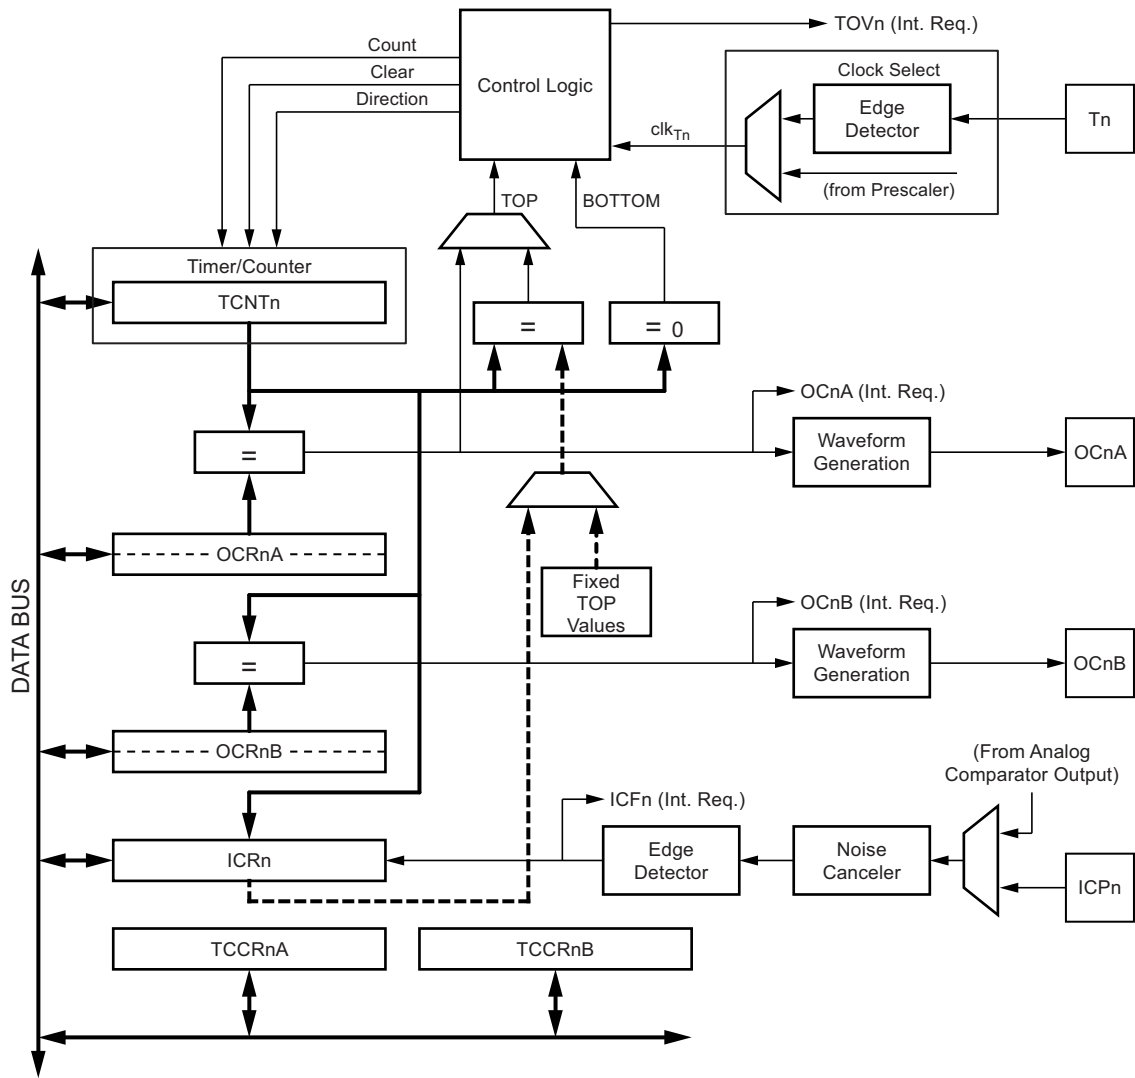 TOVn (Int. Req.)
Count
Clear
Direction
Control Logic
Clock Select
Edge
Detector
Tn
clkTn
(from Prescaler)
TOP
BOTTOM
Timer/Counter
TCNTn
=
= 0
OCnA (Int. Req.)
=
Waveform
Generation
OCnA
OCRnA
Fixed
TOP
Values
DATA BUS
OCnB (Int. Req.)
=
Waveform
Generation
OCnB
OCRnB
(From Analog
Comparator Output)
ICFn (Int. Req.)
ICRn
Edge
Detector
Noise
Canceler
ICPn
TCCRnA
TCCRnB